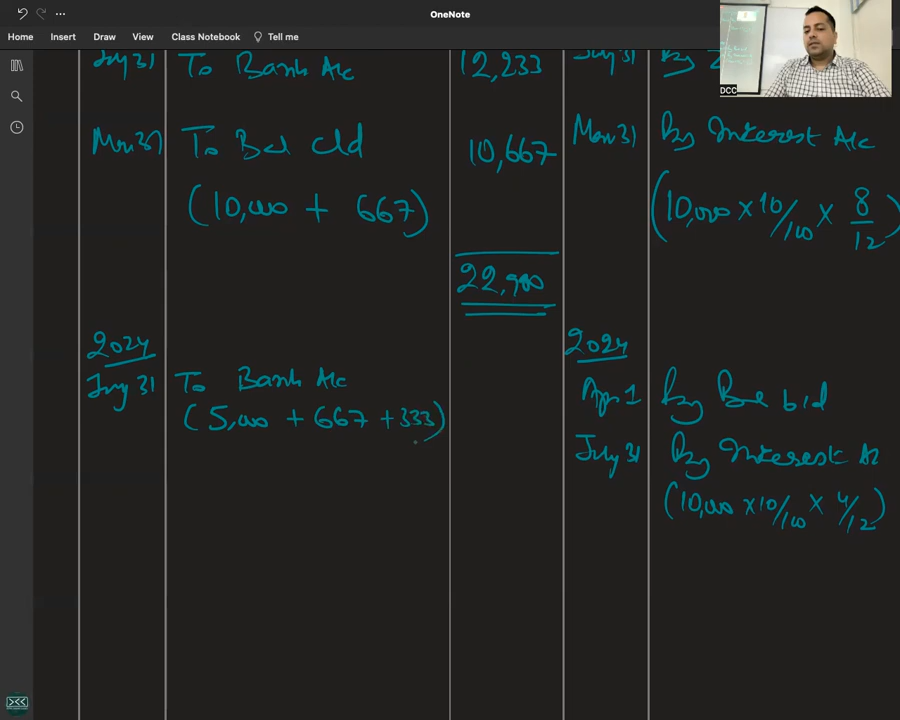 OneNote
Home Insert Draw View Class Notebook Tell me
DCC
July 31 To Bank A/c 12,233 July 31 By
Mar 31 To Bal c/d 10,667 Mar 31 By Interest A/c
(10,000 + 667) (10,000 × 10/100 × 8/12)
22,900
2024 2024
July 31 To Bank A/c Apr 1 By Bal b/d
(5,000 + 667 + 333) July 31 By Interest A/c
(10,000 × 10/100 × 4/12)